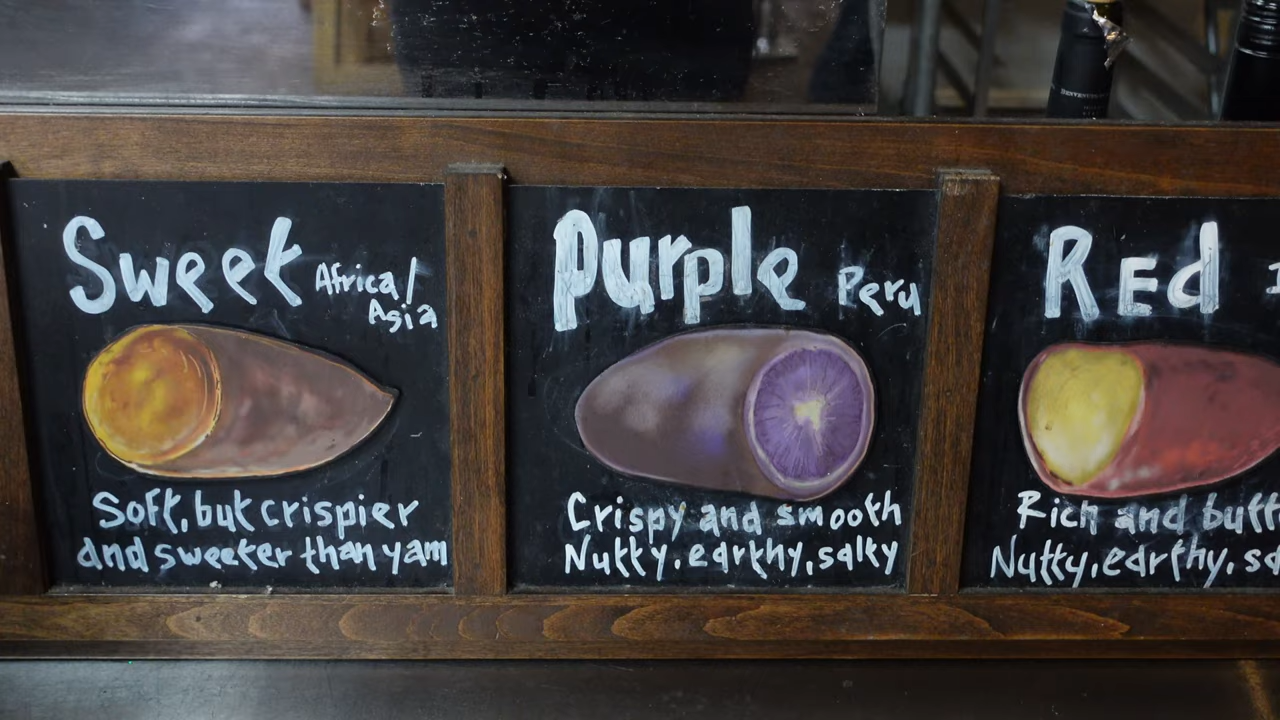 Sweet Africa/
Asia
Soft, but crispier
and sweeter than yam
Purple Peru
Crispy and smooth
Nutty, earthy, salty
Red
Rich and
Nutty, earthy,